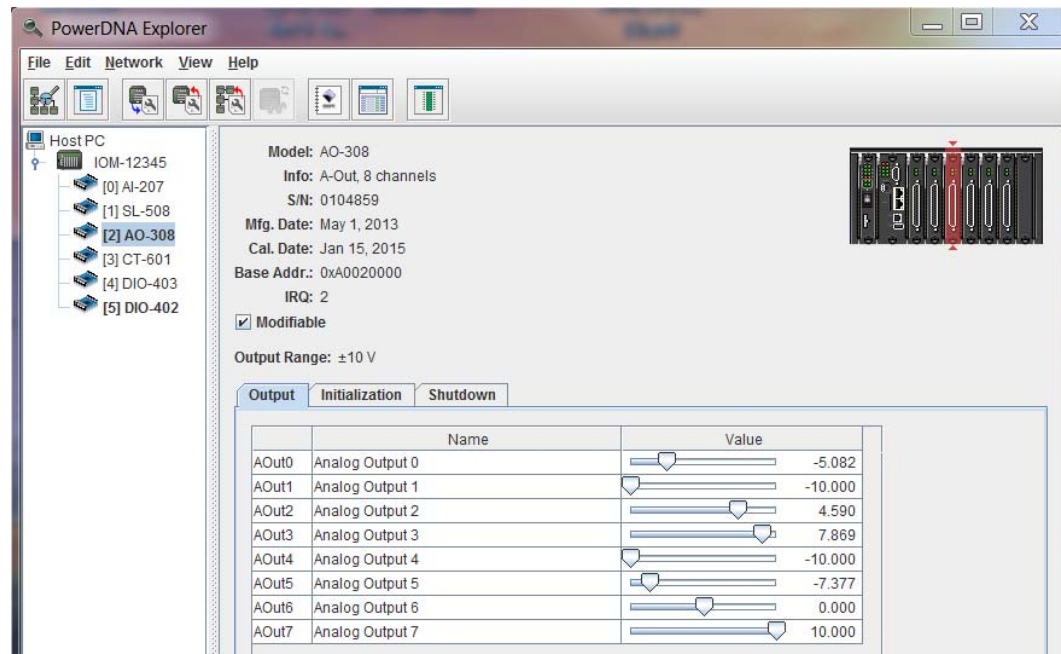 PowerDNA Explorer
File Edit Network View Help
Host PC
IOM-12345
[0] AI-207
[1] SL-508
[2] AO-308
[3] CT-601
[4] DIO-403
[5] DIO-402
Model: AO-308
Info: A-Out, 8 channels
S/N: 0104859
Mfg. Date: May 1, 2013
Cal. Date: Jan 15, 2015
Base Addr.: 0xA0020000
IRQ: 2
Modifiable
Output Range: ±10 V
Output Initialization Shutdown
Name Value
AOut0 Analog Output 0 -5.082
AOut1 Analog Output 1 -10.000
AOut2 Analog Output 2 4.590
AOut3 Analog Output 3 7.869
AOut4 Analog Output 4 -10.000
AOut5 Analog Output 5 -7.377
AOut6 Analog Output 6 0.000
AOut7 Analog Output 7 10.000